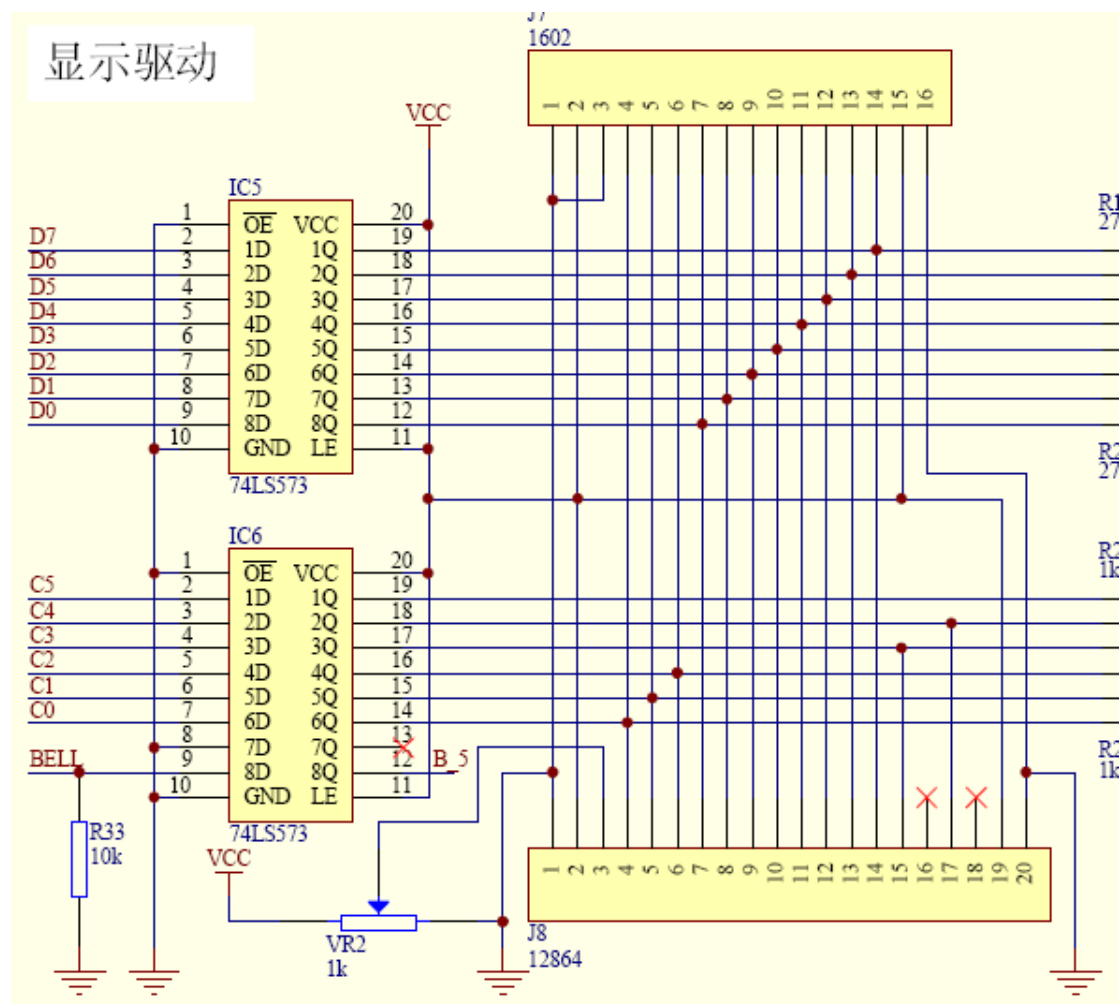 显示驱动
J7
1602
1 2 3 4 5 6 7 8 9 10 11 12 13 14 15 16
VCC
IC5
1 OE VCC 20
D7 2 1D 1Q 19
D6 3 2D 2Q 18
D5 4 3D 3Q 17
D4 5 4D 4Q 16
D3 6 5D 5Q 15
D2 7 6D 6Q 14
D1 8 7D 7Q 13
D0 9 8D 8Q 12
10 GND LE 11
74LS573
IC6
1 OE VCC 20
C5 2 1D 1Q 19
C4 3 2D 2Q 18
C3 4 3D 3Q 17
C2 5 4D 4Q 16
C1 6 5D 5Q 15
C0 7 6D 6Q 14
8 7D 7Q 13
BELL 9 8D 8Q 12 B_5
10 GND LE 11
74LS573
R33
10k
VCC
VR2
1k
1 2 3 4 5 6 7 8 9 10 11 12 13 14 15 16 17 18 19 20
J8
12864